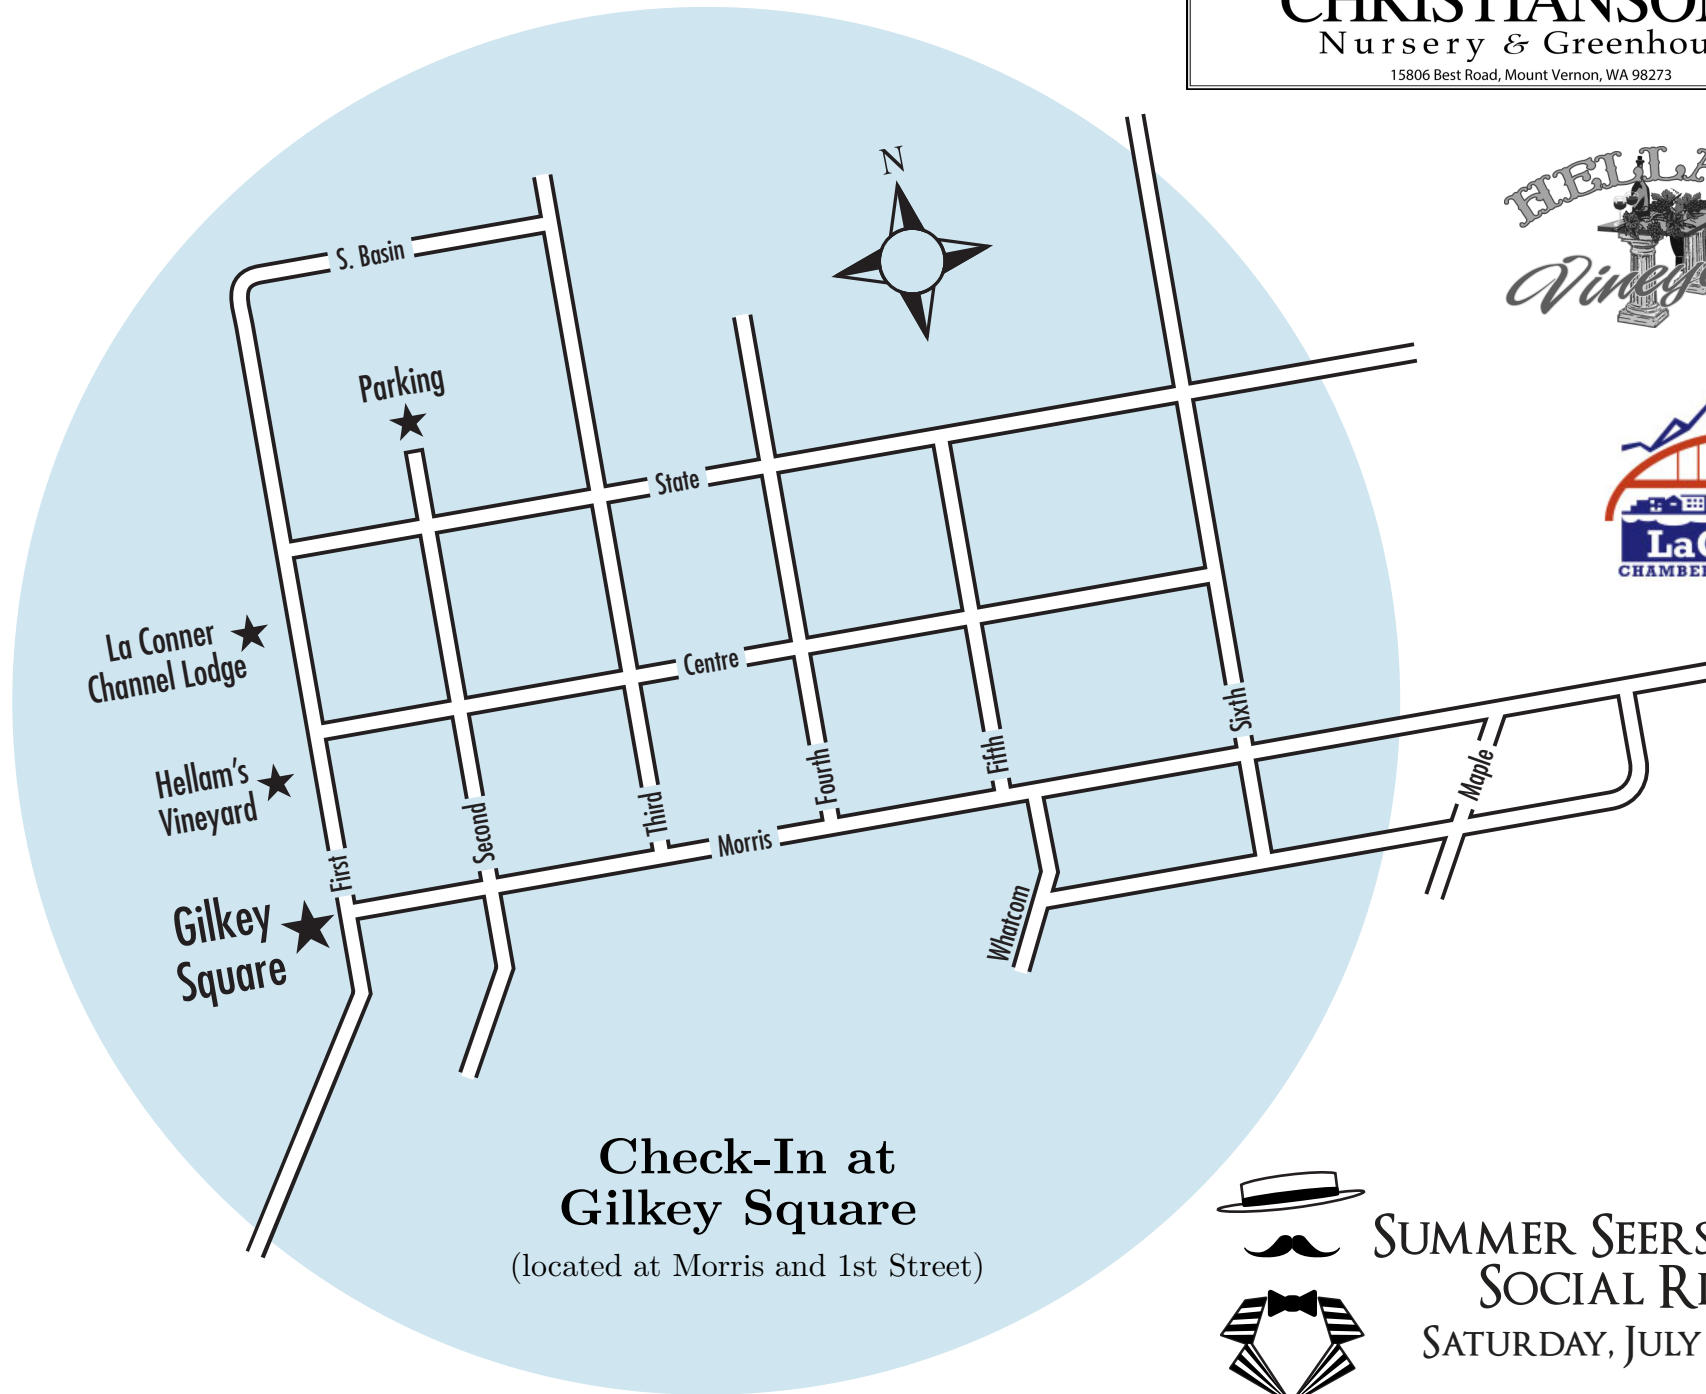 Nursery &
15806 Best Road, Mount Vernon, WA 98273
N
S. Basin
Parking
State
La Conner
Channel Lodge
Centre
Sixth
Hellam's
Vineyard
Fourth
Fifth
Maple
Third
Second
First
Morris
Gilkey
Square
Whatcom
Check-In at
Gilkey Square
(located at Morris and 1st Street)
CHAMBER
SUMMER
SOCIAL
SATURDAY, JULY